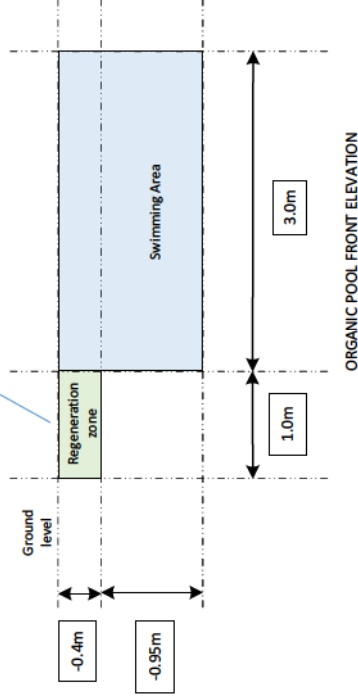 Ground
level
-0.4m
-0.95m
Regeneration
zone
Swimming Area
1.0m
3.0m
ORGANIC POOL FRONT ELEVATION